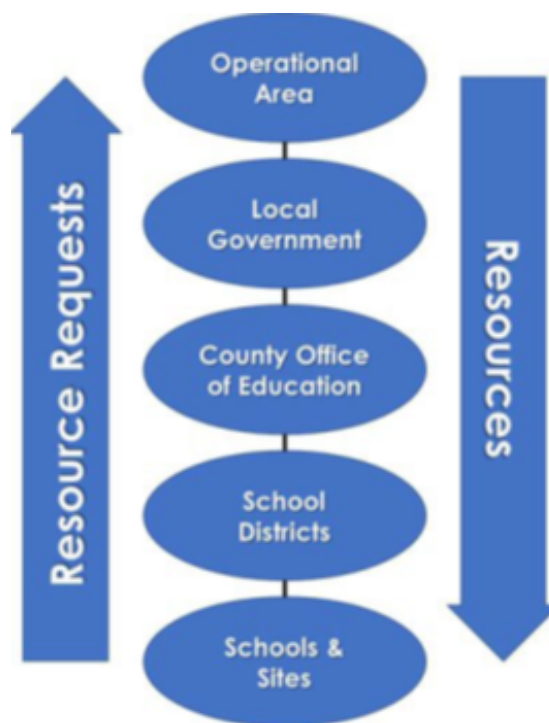 Operational
Area
Local
Government
County Office
of Education
School
Districts
Schools &
Sites
Resource Requests
Resources